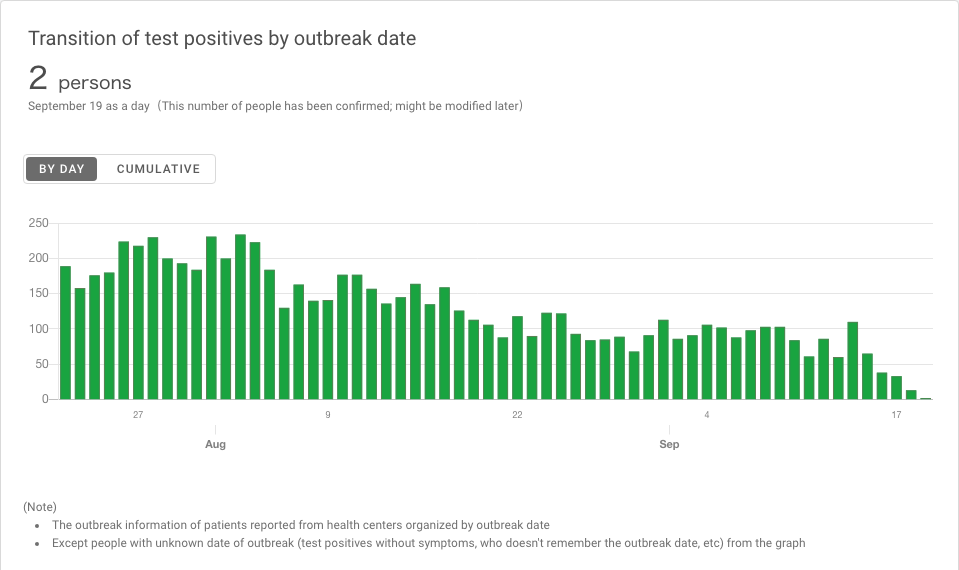 Transition of test positives by outbreak date
2 persons
September 19 as a day（This number of people has been confirmed; might be modified later）
BY DAY CUMULATIVE
250
200
150
100
50
0
27 9 22 4 17
Aug Sep
(Note)
• The outbreak information of patients reported from health centers organized by outbreak date
• Except people with unknown date of outbreak (test positives without symptoms, who doesn't remember the outbreak date, etc) from the graph